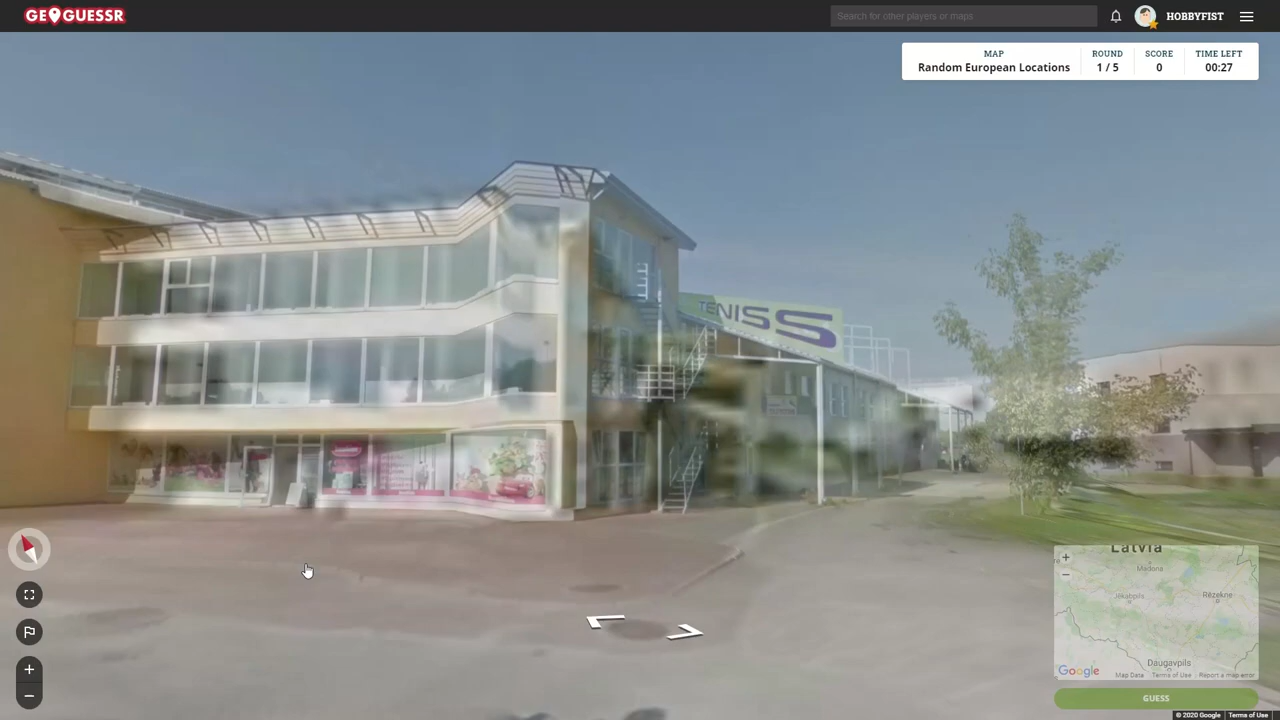 GEOGUESSR
Search for other players or maps
HOBBYFIST
MAP
Random European Locations
ROUND
1 / 5
SCORE
0
TIME LEFT
00:27
TENISS
Latvia
Madona
Jēkabpils
Rēzekne
Daugavpils
Google
Map Data
Terms of Use
Report a map error
GUESS
© 2020 Google
Terms of Use